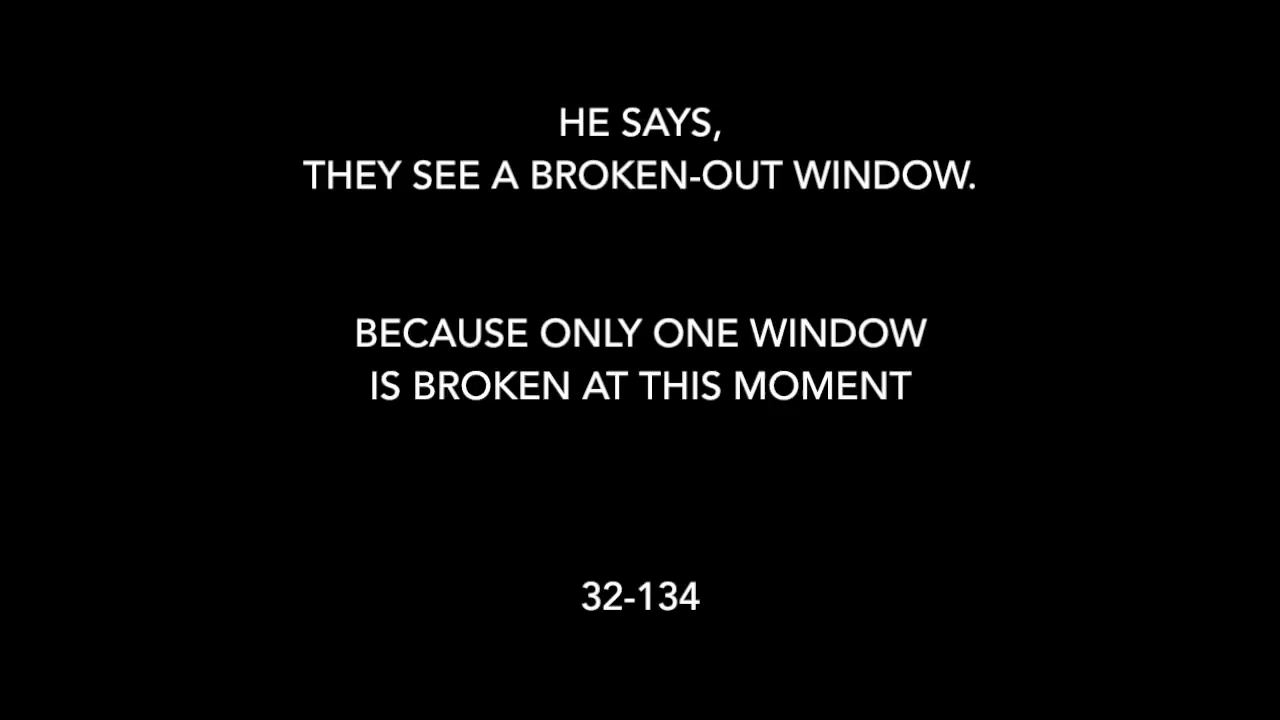 HE SAYS,
THEY SEE A BROKEN-OUT WINDOW.
BECAUSE ONLY ONE WINDOW
IS BROKEN AT THIS MOMENT
32-134